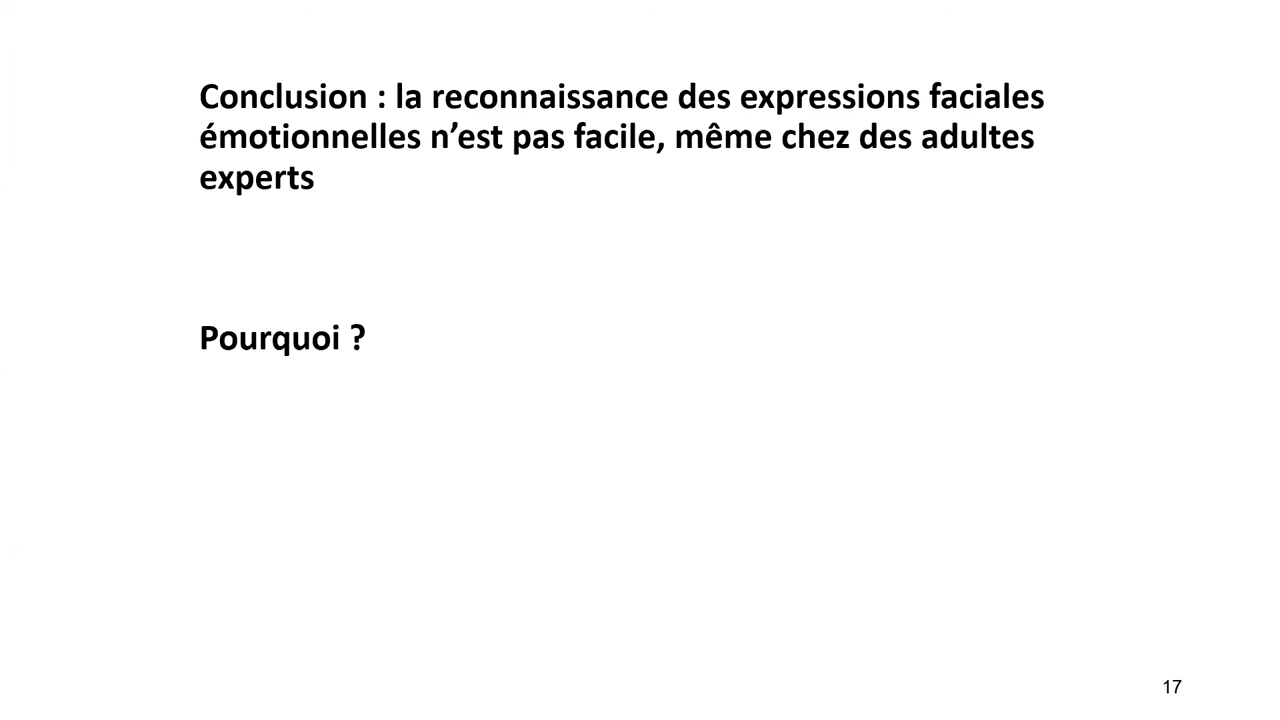 Conclusion : la reconnaissance des expressions faciales
émotionnelles n’est pas facile, même chez des adultes
experts
Pourquoi ?
17